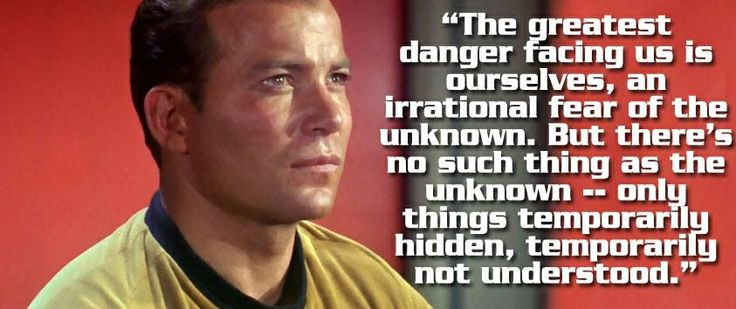 “The greatest
danger facing us is
ourselves, an
irrational fear of the
unknown. But there’s
no such thing as the
unknown -- only
things temporarily
hidden, temporarily
not understood.”